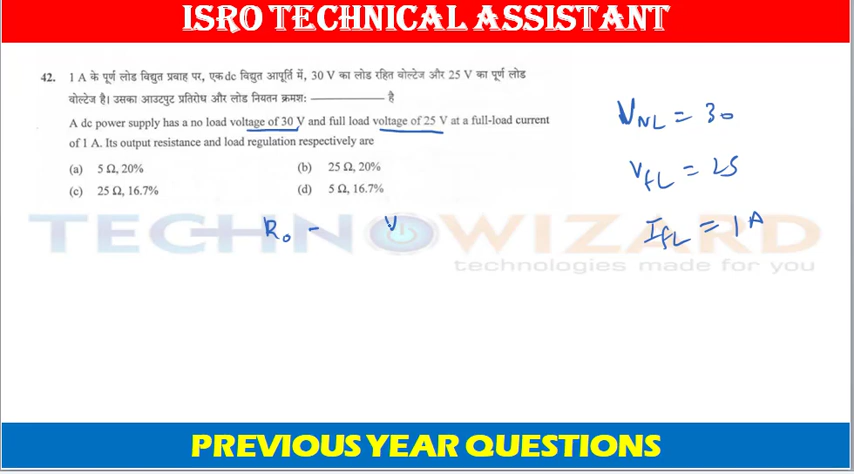 ISRO TECHNICAL ASSISTANT
42. 1 A के पूर्ण लोड विद्युत प्रवाह पर, एक dc विद्युत आपूर्ति में, 30 V का लोड रहित वोल्टेज और 25 V का पूर्ण लोड
वोल्टेज है। उसका आउटपुट प्रतिरोध और लोड नियतन क्रमशः ____________ है
A dc power supply has a no load voltage of 30 V and full load voltage of 25 V at a full-load current
of 1 A. Its output resistance and load regulation respectively are
(a) 5 Ω, 20% (b) 25 Ω, 20%
(c) 25 Ω, 16.7% (d) 5 Ω, 16.7%
VNL = 30
VfL = 25
IfL = 1 A
Ro - V
TECHNOWIZARD
technologies made for you
PREVIOUS YEAR QUESTIONS